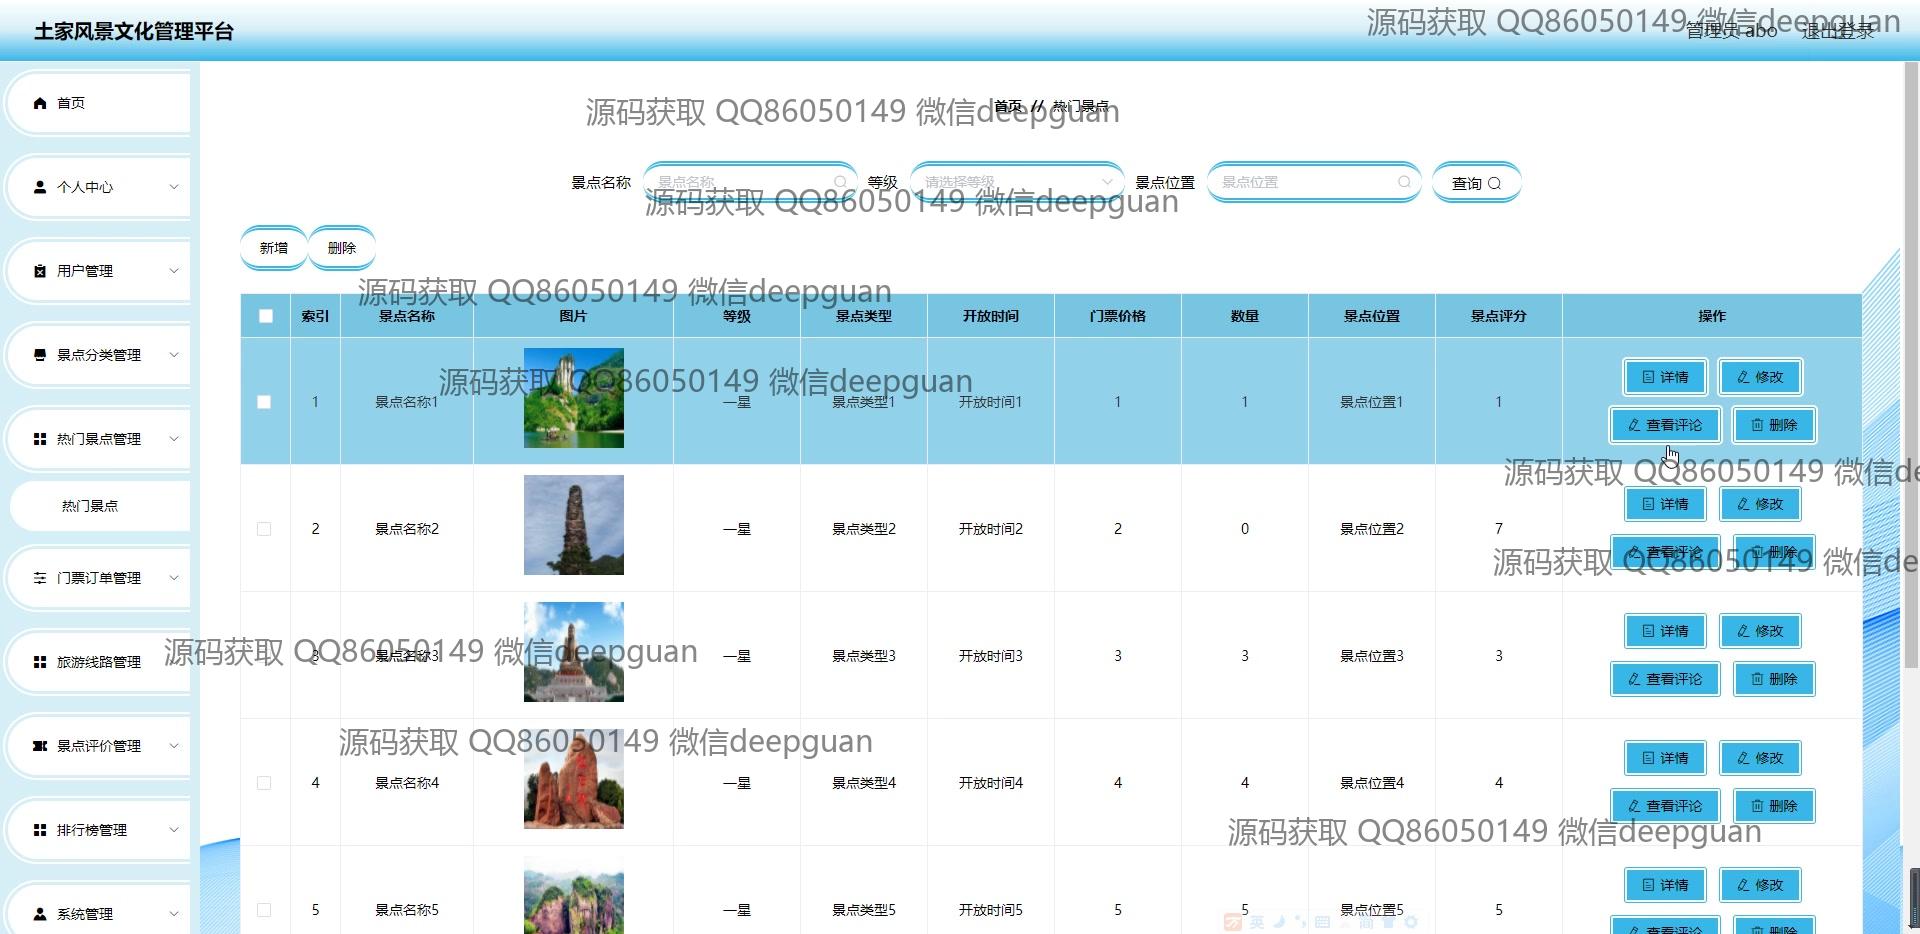 土家风景文化管理平台
管理员 abo 退出登录
源码获取 QQ86050149 微信deepguan
首页
个人中心
用户管理
景点分类管理
热门景点管理
热门景点
门票订单管理
旅游线路管理
景点评价管理
排行榜管理
系统管理
首页 // 热门景点
源码获取 QQ86050149 微信deepguan
景点名称 景点名称 等级 请选择等级 景点位置 景点位置 查询
源码获取 QQ86050149 微信deepguan
新增 删除
源码获取 QQ86050149 微信deepguan
索引 景点名称 图片 等级 景点类型 开放时间 门票价格 数量 景点位置 景点评分 操作
1 景点名称1 一星 景点类型1 开放时间1 1 1 景点位置1 1
详情 修改
查看评论 删除
源码获取 QQ86050149 微信deepguan
源码获取 QQ86050149 微信de
2 景点名称2 一星 景点类型2 开放时间2 2 0 景点位置2 7
详情 修改
查看评论 删除
源码获取 QQ86050149 微信de
3 景点名称3 一星 景点类型3 开放时间3 3 3 景点位置3 3
详情 修改
查看评论 删除
源码获取 QQ86050149 微信deepguan
4 景点名称4 一星 景点类型4 开放时间4 4 4 景点位置4 4
详情 修改
查看评论 删除
源码获取 QQ86050149 微信deepguan
源码获取 QQ86050149 微信deepguan
5 景点名称5 一星 景点类型5 开放时间5 5 5 景点位置5 5
详情 修改
查看评论 删除
英 简